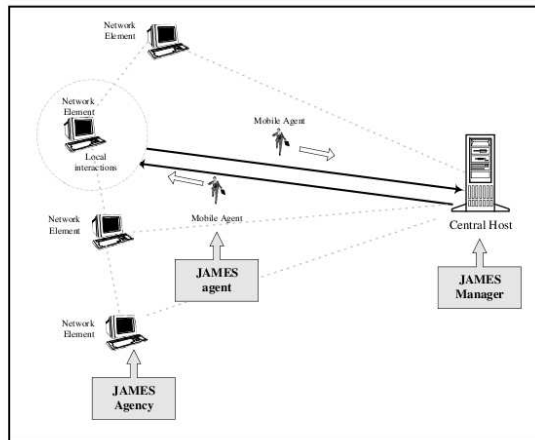 Network
Element
Network
Element
Mobile Agent
Local
interactions
Mobile Agent
Central Host
Network
Element
JAMES
agent
JAMES
Manager
Network
Element
JAMES
Agency